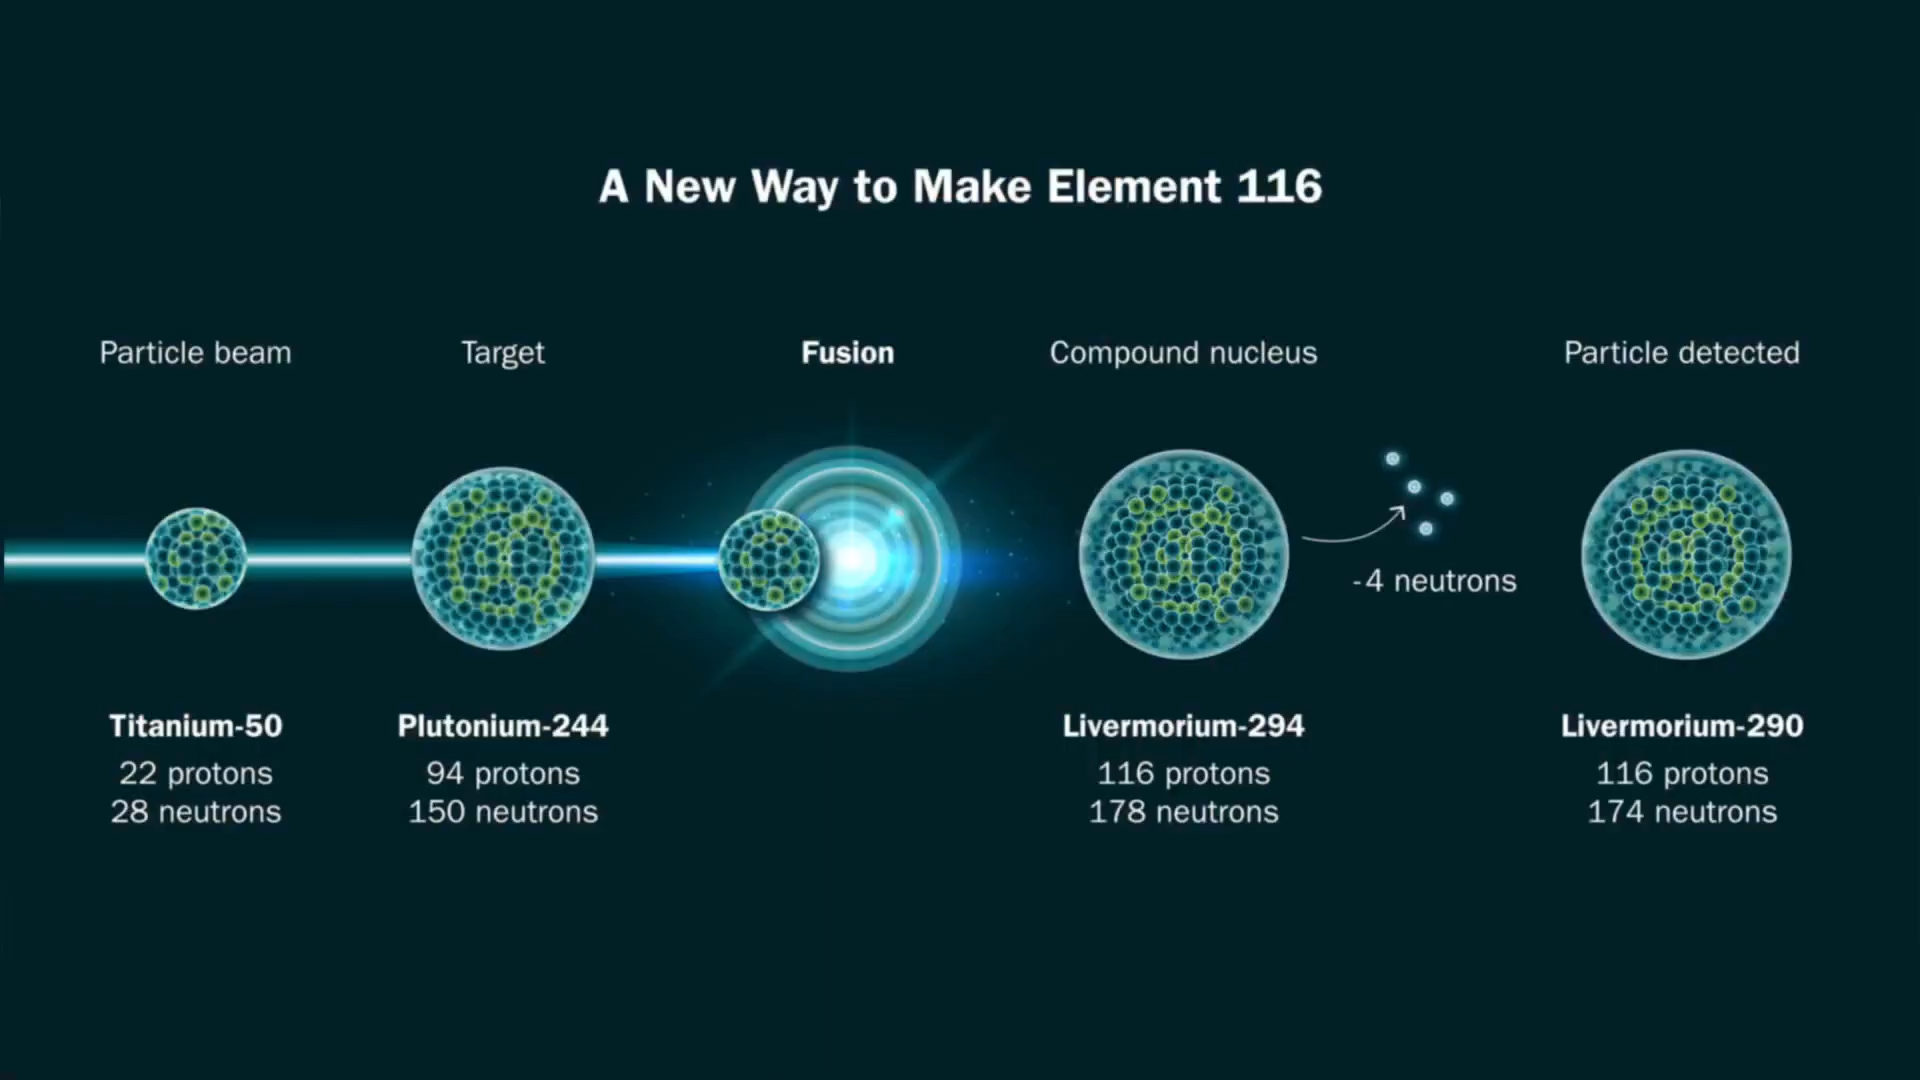 A New Way to Make Element 116
Particle beam
Target
Fusion
Compound nucleus
Particle detected
-4 neutrons
Titanium-50
22 protons
28 neutrons
Plutonium-244
94 protons
150 neutrons
Livermorium-294
116 protons
178 neutrons
Livermorium-290
116 protons
174 neutrons